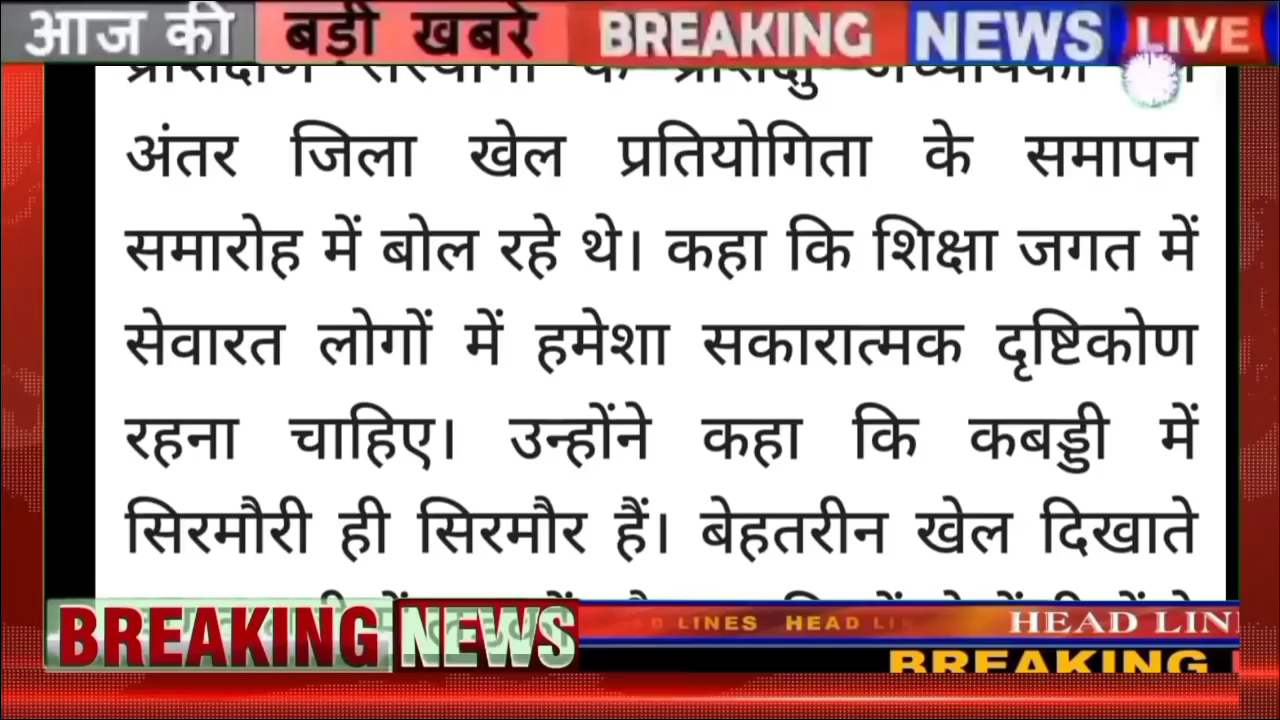 आज की बड़ी खबरे BREAKING NEWS LIVE
अंतर जिला खेल प्रतियोगिता के समापन
समारोह में बोल रहे थे। कहा कि शिक्षा जगत में
सेवारत लोगों में हमेशा सकारात्मक दृष्टिकोण
रहना चाहिए। उन्होंने कहा कि कबड्डी में
सिरमौरी ही सिरमौर हैं। बेहतरीन खेल दिखाते
BREAKING NEWS
LINES HEAD LIN HEAD LIN
BREAKING